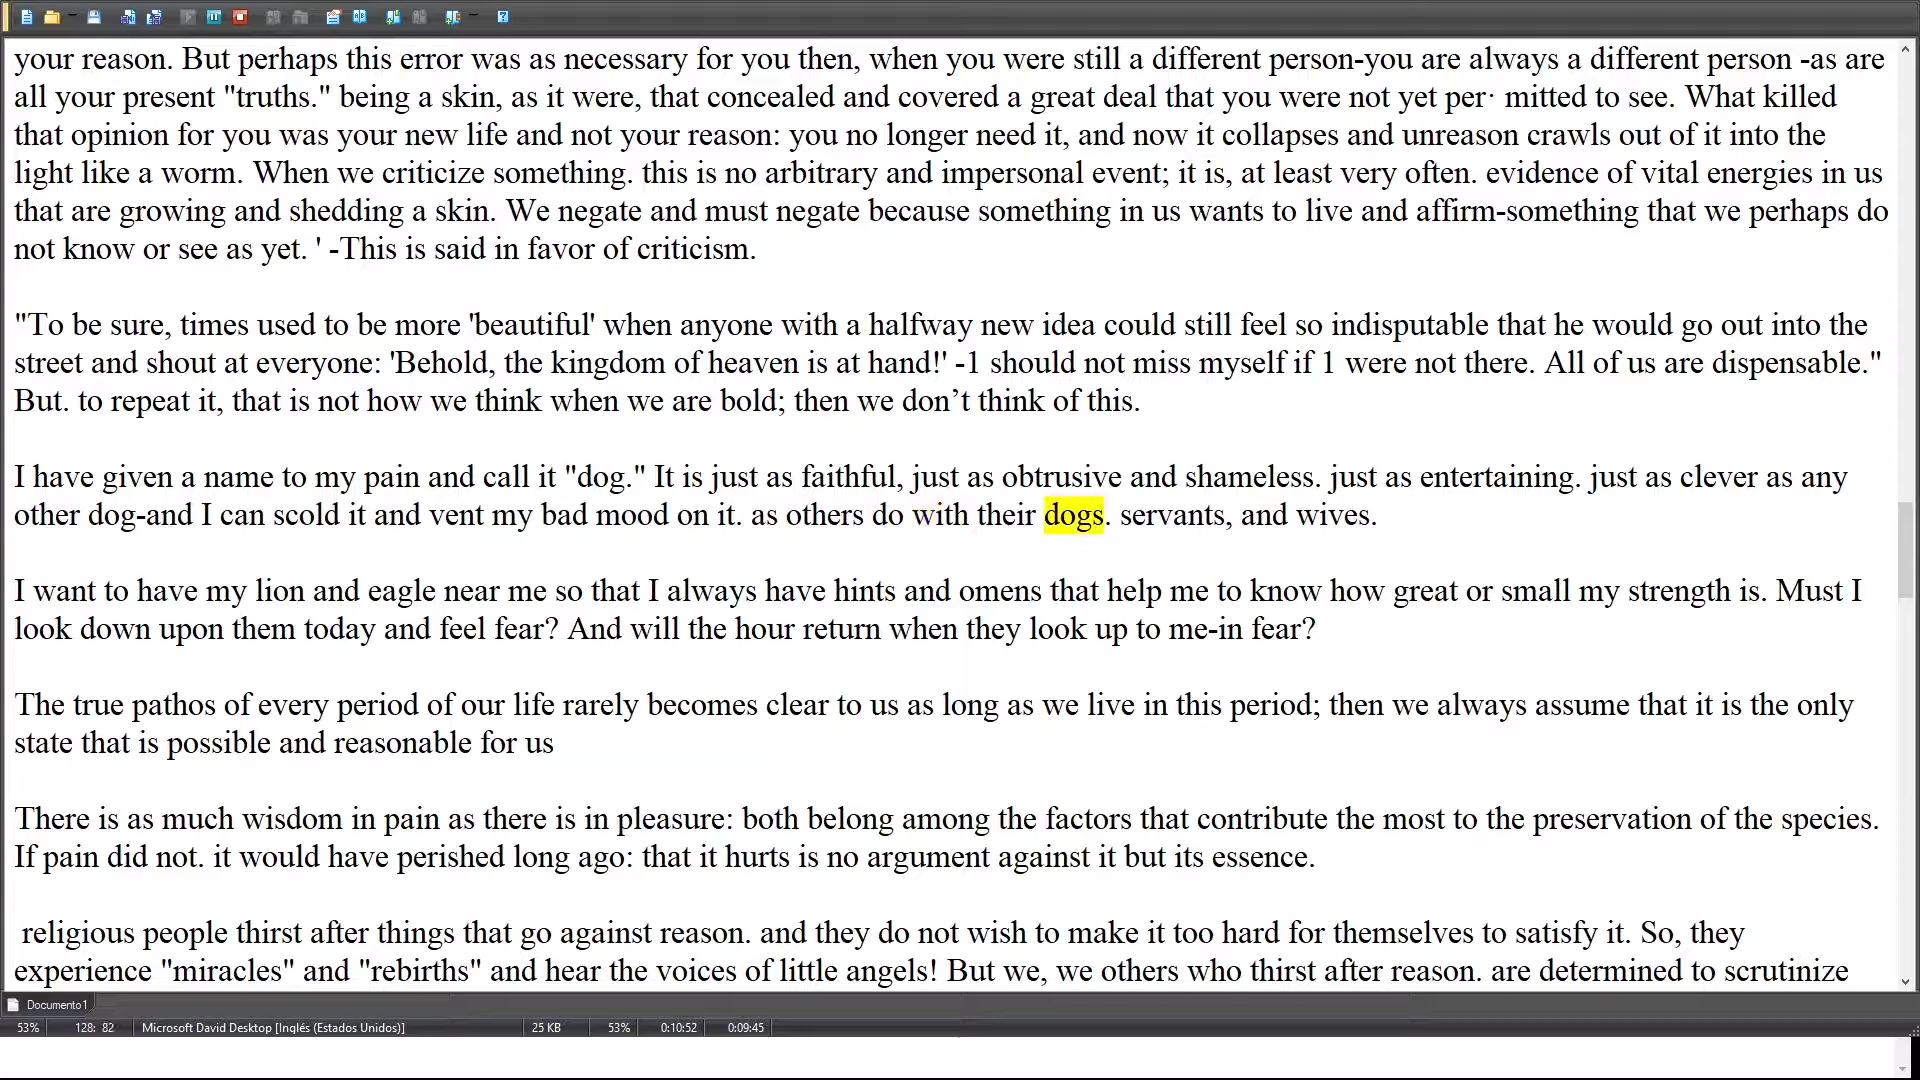 your reason. But perhaps this error was as necessary for you then, when you were still a different person-you are always a different person -as are
all your present "truths." being a skin, as it were, that concealed and covered a great deal that you were not yet per· mitted to see. What killed
that opinion for you was your new life and not your reason: you no longer need it, and now it collapses and unreason crawls out of it into the
light like a worm. When we criticize something. this is no arbitrary and impersonal event; it is, at least very often. evidence of vital energies in us
that are growing and shedding a skin. We negate and must negate because something in us wants to live and affirm-something that we perhaps do
not know or see as yet. ' -This is said in favor of criticism.
"To be sure, times used to be more 'beautiful' when anyone with a halfway new idea could still feel so indisputable that he would go out into the
street and shout at everyone: 'Behold, the kingdom of heaven is at hand!' -1 should not miss myself if 1 were not there. All of us are dispensable."
But. to repeat it, that is not how we think when we are bold; then we don’t think of this.
I have given a name to my pain and call it "dog." It is just as faithful, just as obtrusive and shameless. just as entertaining. just as clever as any
other dog-and I can scold it and vent my bad mood on it. as others do with their dogs. servants, and wives.
I want to have my lion and eagle near me so that I always have hints and omens that help me to know how great or small my strength is. Must I
look down upon them today and feel fear? And will the hour return when they look up to me-in fear?
The true pathos of every period of our life rarely becomes clear to us as long as we live in this period; then we always assume that it is the only
state that is possible and reasonable for us
There is as much wisdom in pain as there is in pleasure: both belong among the factors that contribute the most to the preservation of the species.
If pain did not. it would have perished long ago: that it hurts is no argument against it but its essence.
religious people thirst after things that go against reason. and they do not wish to make it too hard for themselves to satisfy it. So, they
experience "miracles" and "rebirths" and hear the voices of little angels! But we, we others who thirst after reason. are determined to scrutinize
Documento1
53% 128: 82 Microsoft David Desktop [Inglés (Estados Unidos)] 25 KB 53% 0:10:52 0:09:45